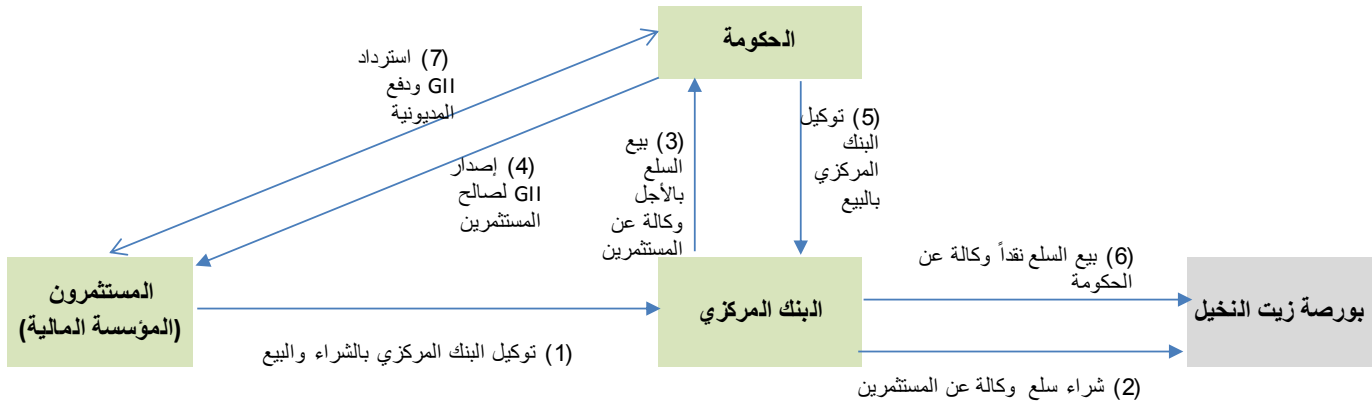 الحكومة
(7) استرداد
GII ودفع
المديونية
(4) إصدار
GII لصالح
المستثمرين
(3) بيع
السلع
بالأجل
وكالة عن
المستثمرين
(5) توكيل
البنك
المركزي
بالبيع
المستثمرون
(المؤسسة المالية)
البنك المركزي
(6) بيع السلع نقداً وكالة عن
الحكومة
بورصة زيت النخيل
(1) توكيل البنك المركزي بالشراء والبيع
(2) شراء سلع وكالة عن المستثمرين